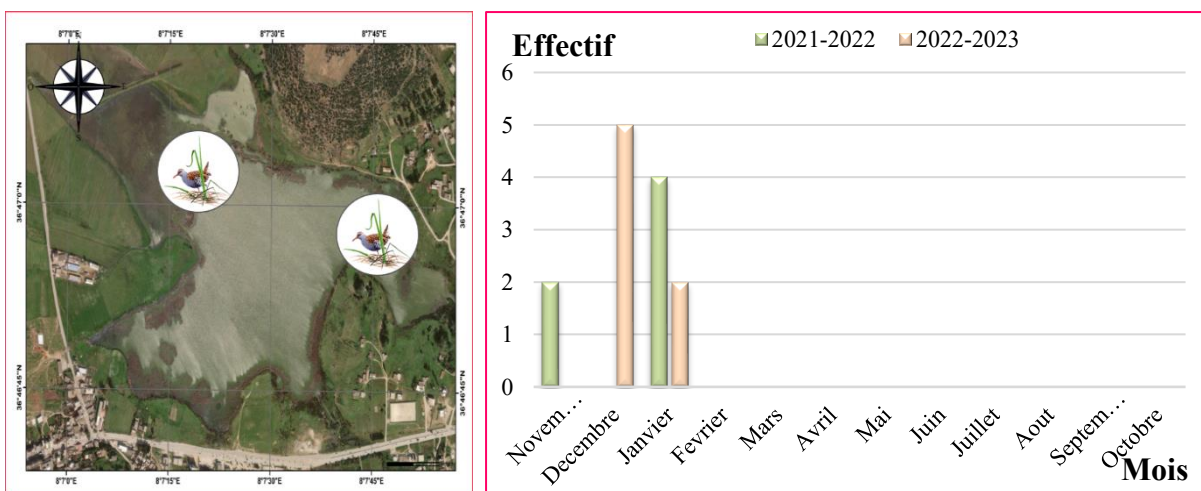 8°7'0"E 8°7'15"E 8°7'30"E 8°7'45"E
36°47'0"N 36°47'0"N
36°46'45"N 36°46'45"N
8°7'0"E 8°7'15"E 8°7'30"E 8°7'45"E
Effectif
2021-2022 2022-2023
6
5
4
3
2
1
0
Novem… Decembre Janvier Fevrier Mars Avril Mai Juin Juillet Aout Septem… Octobre
Mois